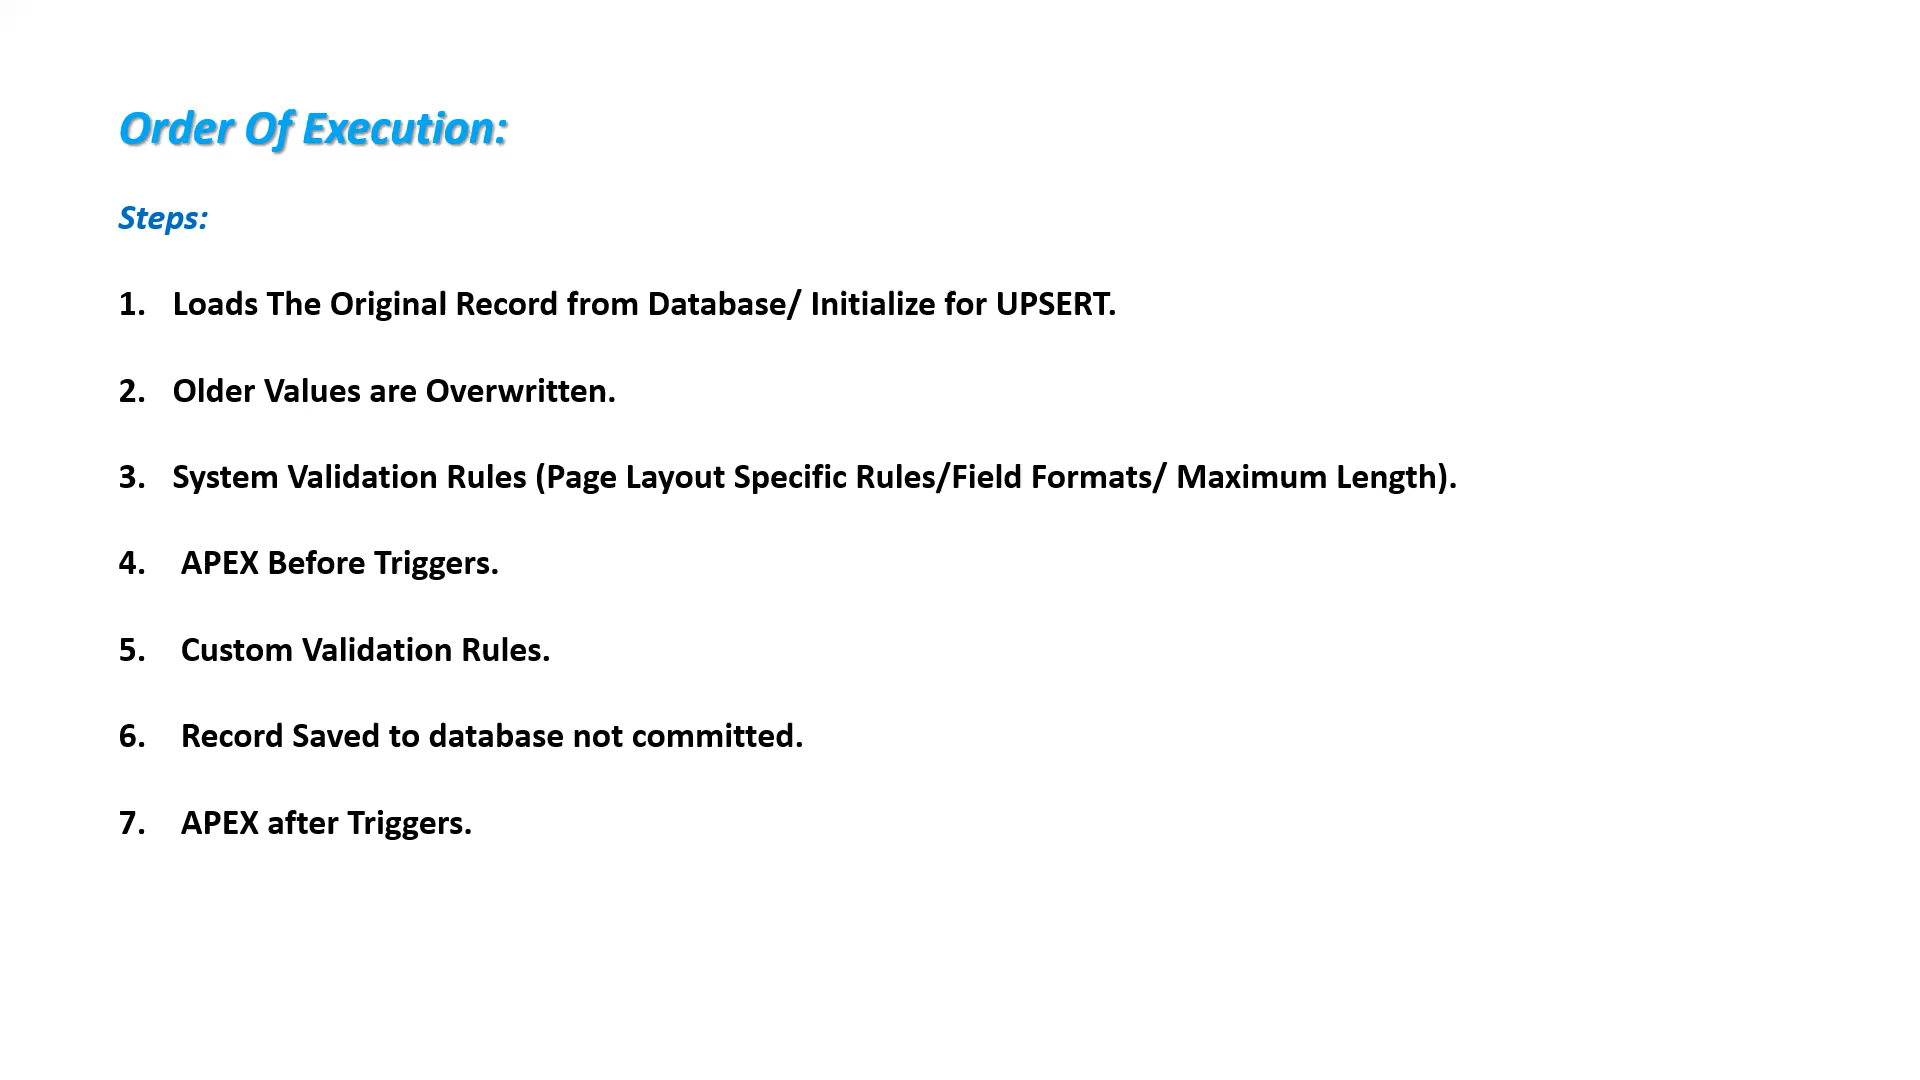 Order Of Execution:
Steps:
1. Loads The Original Record from Database/ Initialize for UPSERT.
2. Older Values are Overwritten.
3. System Validation Rules (Page Layout Specific Rules/Field Formats/ Maximum Length).
4. APEX Before Triggers.
5. Custom Validation Rules.
6. Record Saved to database not committed.
7. APEX after Triggers.